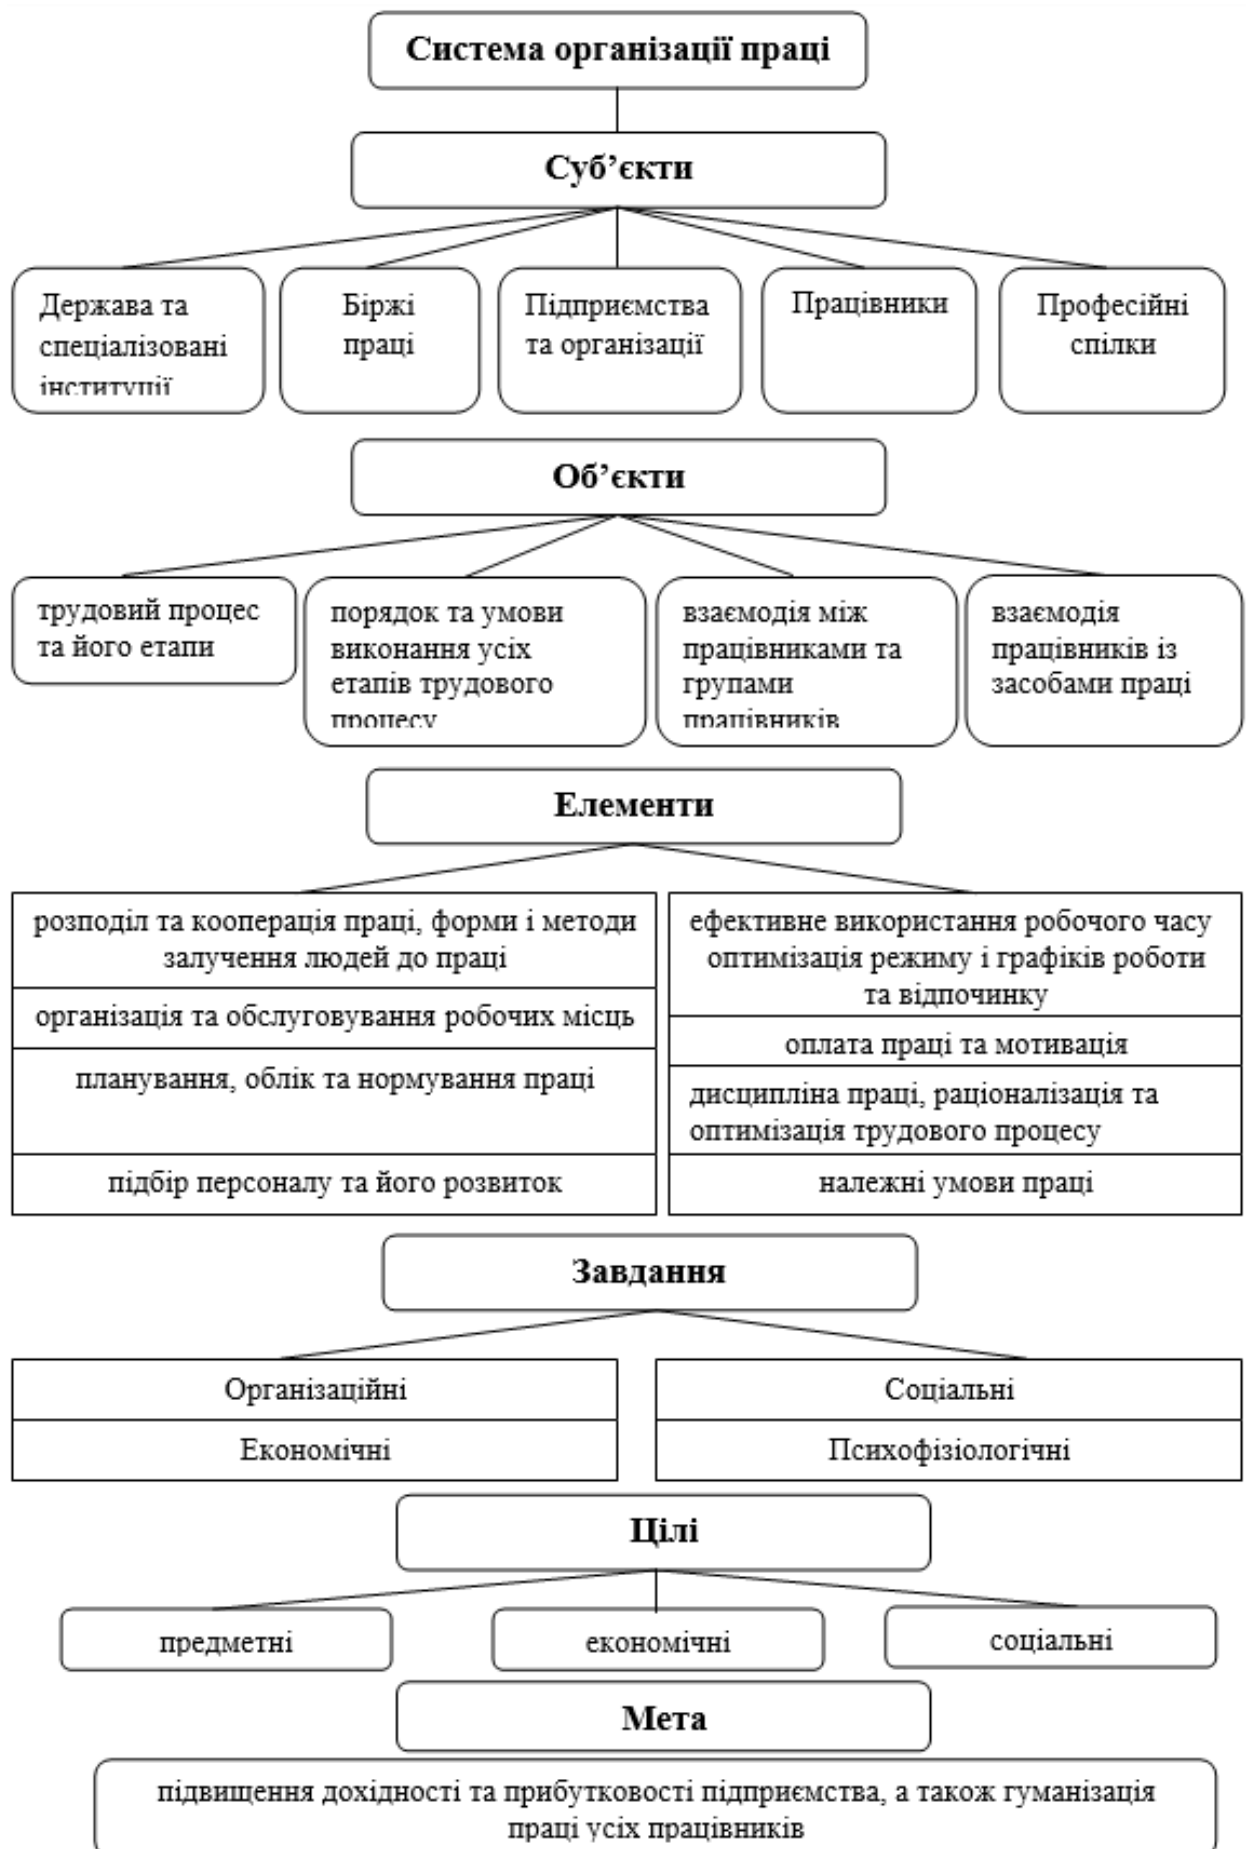 Система організації праці
Суб’єкти
Держава та
спеціалізовані
інституції
Біржі
праці
Підприємства
та організації
Працівники
Професійні
спілки
Об’єкти
трудовий процес
та його етапи
порядок та умови
виконання усіх
етапів трудового
процесу
взаємодія між
працівниками та
групами
працівників
взаємодія
працівників із
засобами праці
Елементи
розподіл та кооперація праці, форми і методи
залучення людей до праці
організація та обслуговування робочих місць
планування, облік та нормування праці
підбір персоналу та його розвиток
ефективне використання робочого часу
оптимізація режиму і графіків роботи
та відпочинку
оплата праці та мотивація
дисципліна праці, раціоналізація та
оптимізація трудового процесу
належні умови праці
Завдання
Організаційні
Економічні
Соціальні
Психофізіологічні
Цілі
предметні
економічні
соціальні
Мета
підвищення дохідності та прибутковості підприємства, а також гуманізація
праці усіх працівників